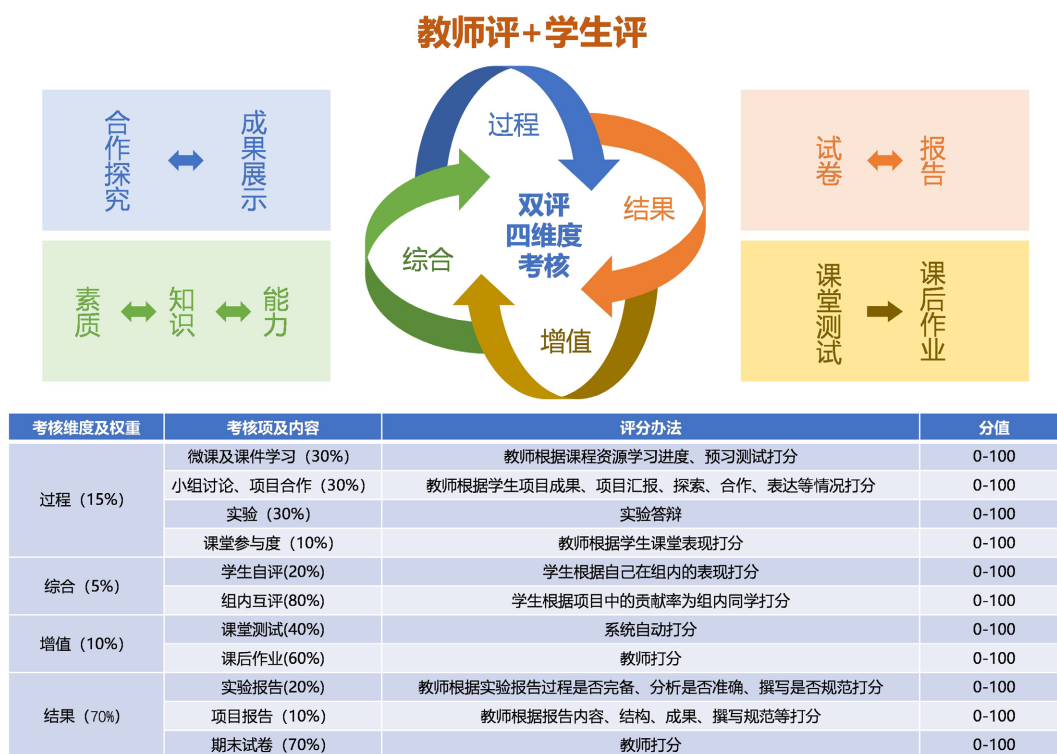 教师评+学生评
合作探究
成果展示
素质
知识
能力
过程
结果
综合
增值
双评
四维度
考核
试卷
报告
课堂测试
课后作业
考核维度及权重 考核项及内容 评分办法 分值
过程（15%）
微课及课件学习（30%） 教师根据课程资源学习进度、预习测试打分 0-100
小组讨论、项目合作（30%） 教师根据学生项目成果、项目汇报、探索、合作、表达等情况打分 0-100
实验（30%） 实验答辩 0-100
课堂参与度（10%） 教师根据学生课堂表现打分 0-100
综合（5%）
学生自评(20%) 学生根据自己在组内的表现打分 0-100
组内互评(80%) 学生根据项目中的贡献率为组内同学打分 0-100
增值（10%）
课堂测试(40%) 系统自动打分 0-100
课后作业(60%) 教师打分 0-100
结果（70%）
实验报告(20%) 教师根据实验报告过程是否完备、分析是否准确、撰写是否规范打分 0-100
项目报告（10%） 教师根据报告内容、结构、成果、撰写规范等打分 0-100
期末试卷（70%） 教师打分 0-100